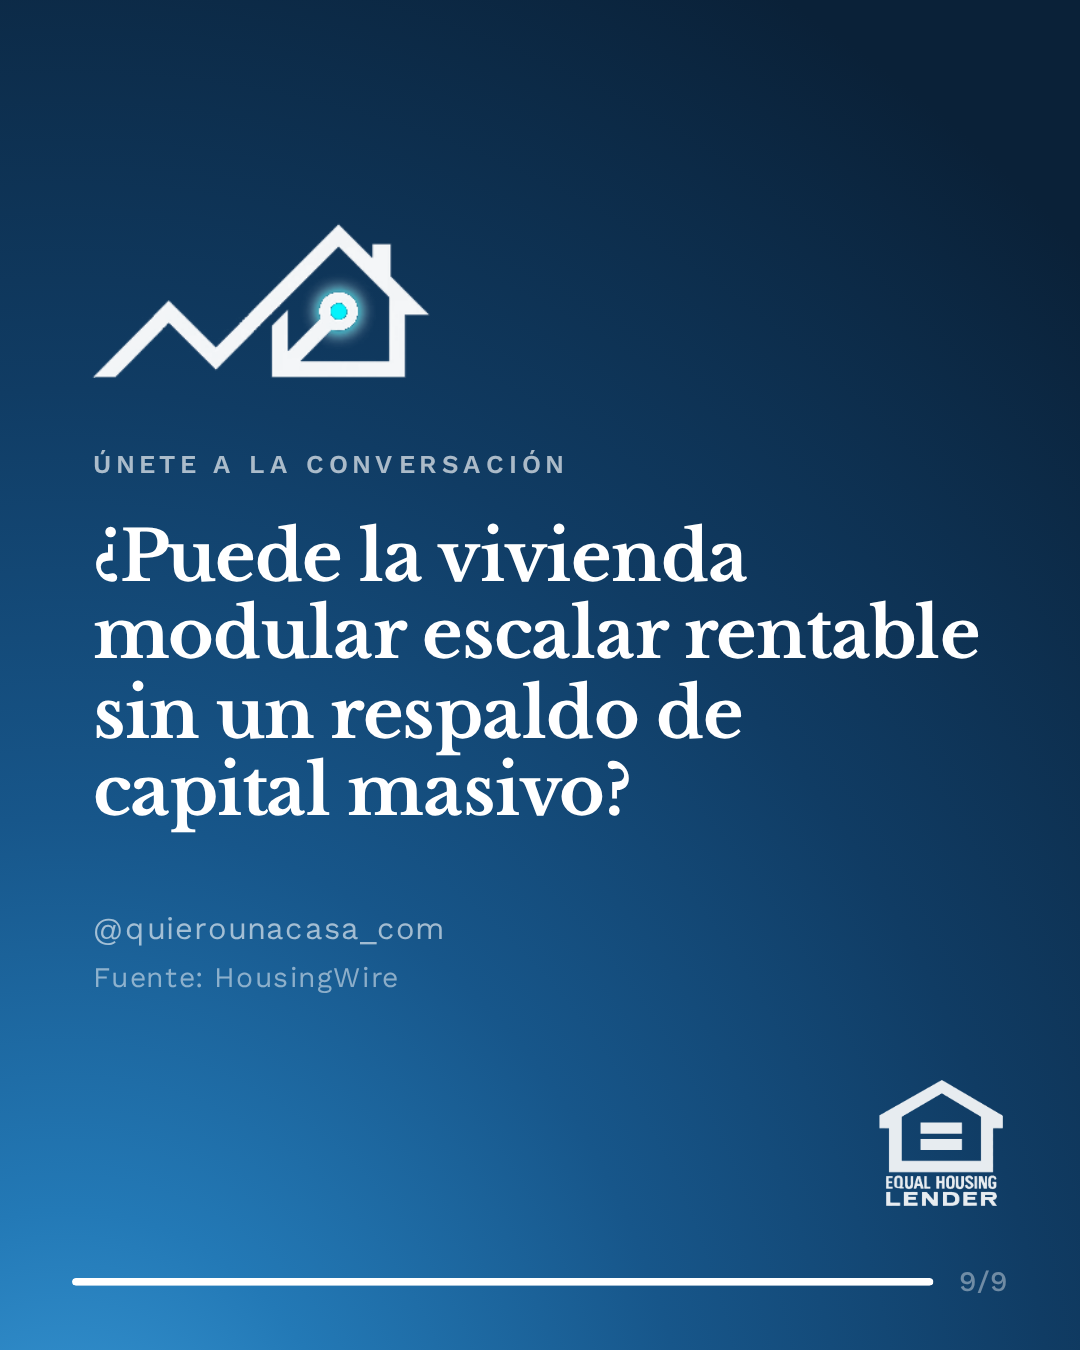 ÚNETE A LA CONVERSACIÓN
¿Puede la vivienda
modular escalar rentable
sin un respaldo de
capital masivo?
@quierounacasa_com
Fuente: HousingWire
EQUAL HOUSING
LENDER
9/9